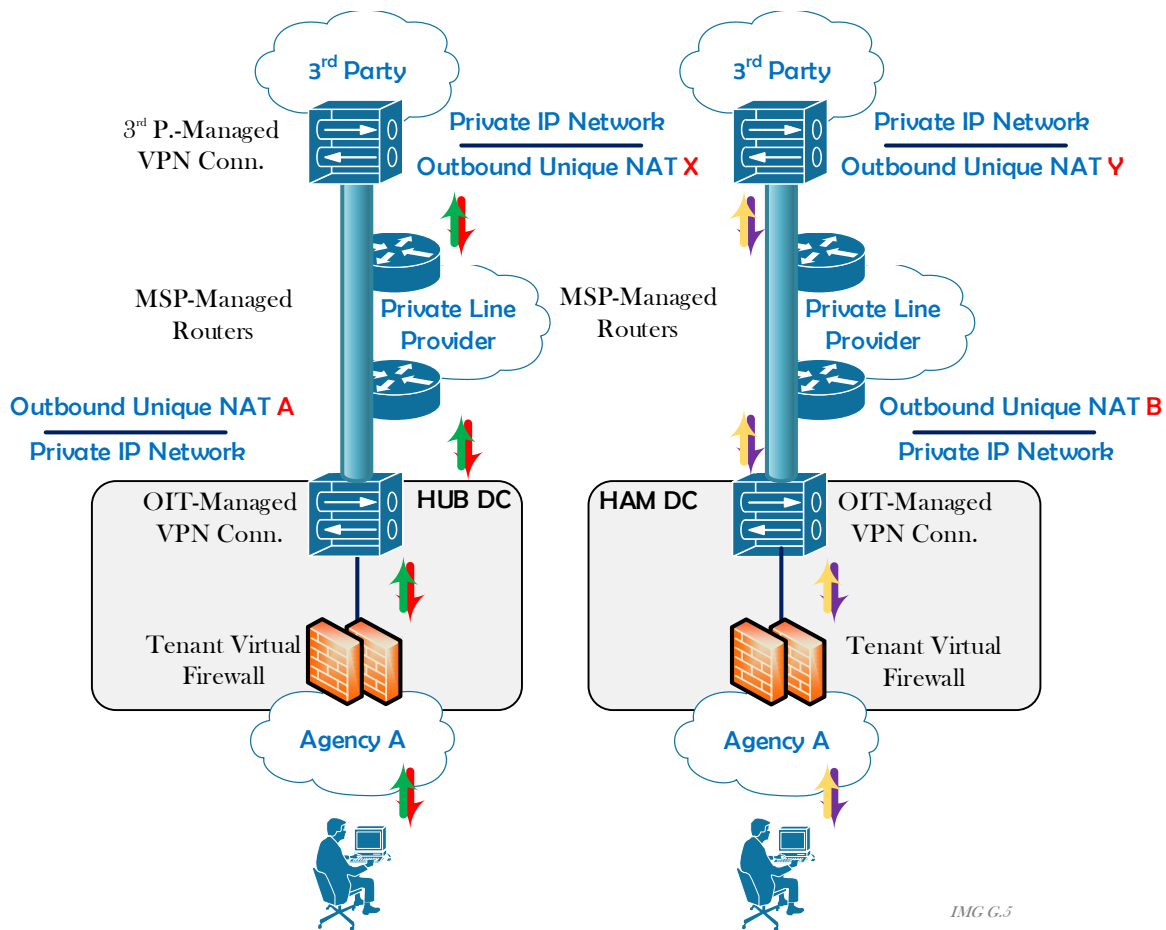 3rd Party
3rd P.-Managed
VPN Conn.
Private IP Network
Outbound Unique NAT X
MSP-Managed
Routers
Private Line
Provider
Outbound Unique NAT A
Private IP Network
OIT-Managed
VPN Conn.
HUB DC
Tenant Virtual
Firewall
Agency A
3rd Party
Private IP Network
Outbound Unique NAT Y
MSP-Managed
Routers
Private Line
Provider
Outbound Unique NAT B
Private IP Network
HAM DC
OIT-Managed
VPN Conn.
Tenant Virtual
Firewall
Agency A
IMG G.5